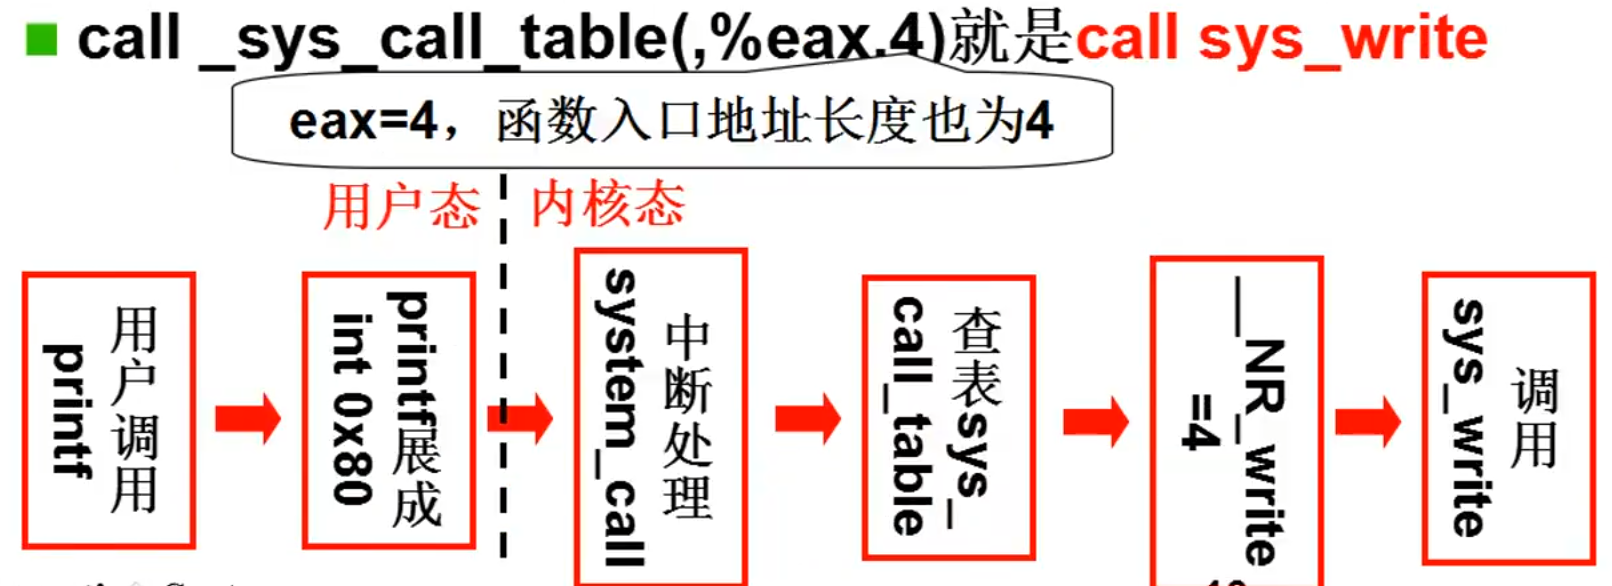 call _sys_call_table(,%eax,4)就是call sys_write
eax=4，函数入口地址长度也为4
用户态
内核态
用户调用
printf
printf展成
int 0x80
中断处理
system_call
查表sys_
call_table
__NR_write
=4
调用
sys_write